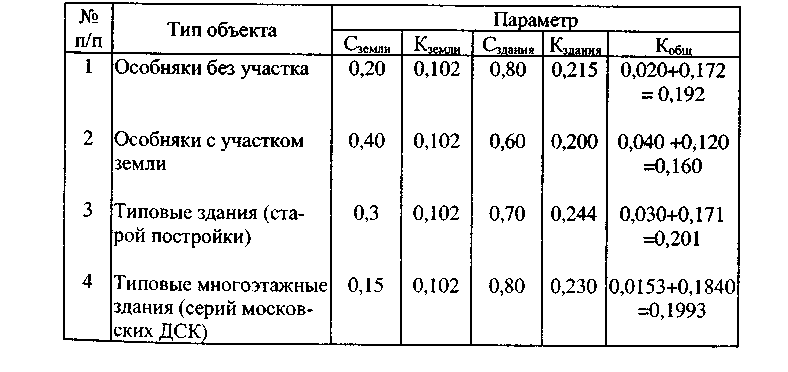 № п/п Тип объекта Параметр
Сземли Кземли Сздания Кздания Кобщ
1 Особняки без участка 0,20 0,102 0,80 0,215 0,020+0,172
= 0,192
2 Особняки с участком 0,40 0,102 0,60 0,200 0,040 +0,120
земли =0,160
3 Типовые здания (ста- 0,3 0,102 0,70 0,244 0,030+0,171
рой постройки) =0,201
4 Типовые многоэтажные 0,15 0,102 0,80 0,230 0,0153+0,1840
здания (серий москов- =0,1993
ских ДСК)